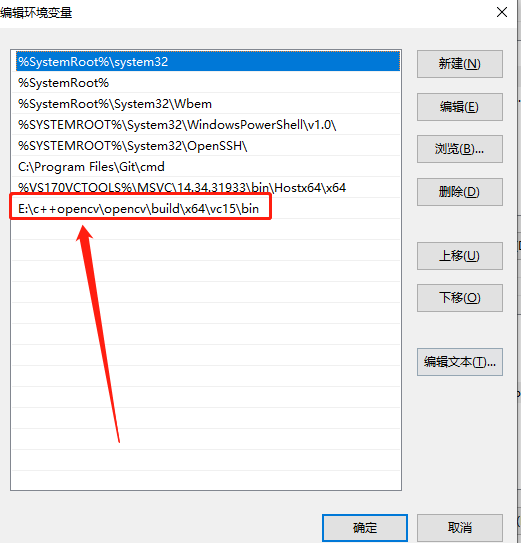 编辑环境变量
%SystemRoot%\system32
%SystemRoot%
%SystemRoot%\System32\Wbem
%SYSTEMROOT%\System32\WindowsPowerShell\v1.0\
%SYSTEMROOT%\System32\OpenSSH\
C:\Program Files\Git\cmd
%VS170VCTOOLS%\MSVC\14.34.31933\bin\Hostx64\x64
E:\c++opencv\opencv\build\x64\vc15\bin
新建(N)
编辑(E)
浏览(B)...
删除(D)
上移(U)
下移(O)
编辑文本(T)...
确定
取消